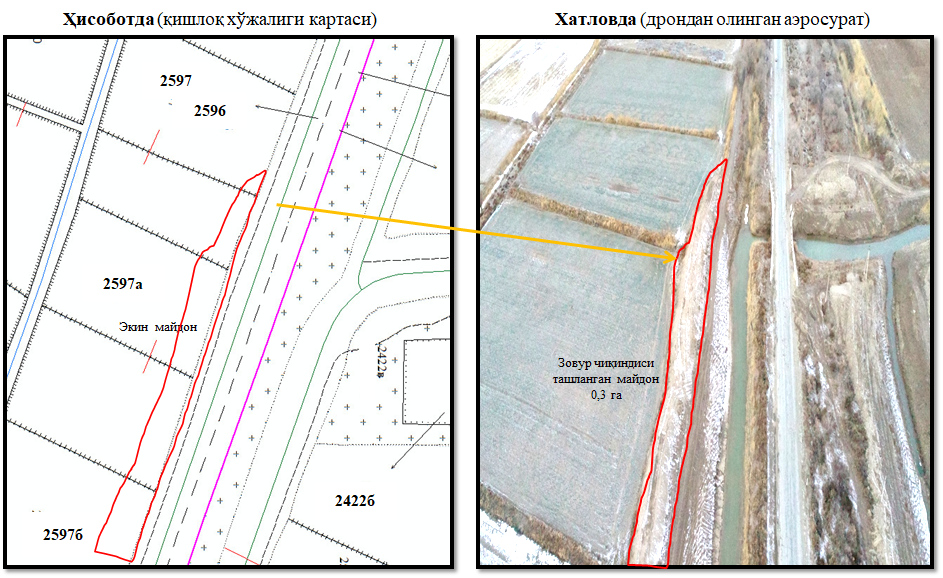 Ҳисоботда (қишлоқ хўжалиги картаси)
Хатловда (дрондан олинган аэросурат)
2597
2596
2597а
Экин майдон
2422в
2422б
2597б
2
Зовур чиқиндиси
ташланган майдон
0,3 га